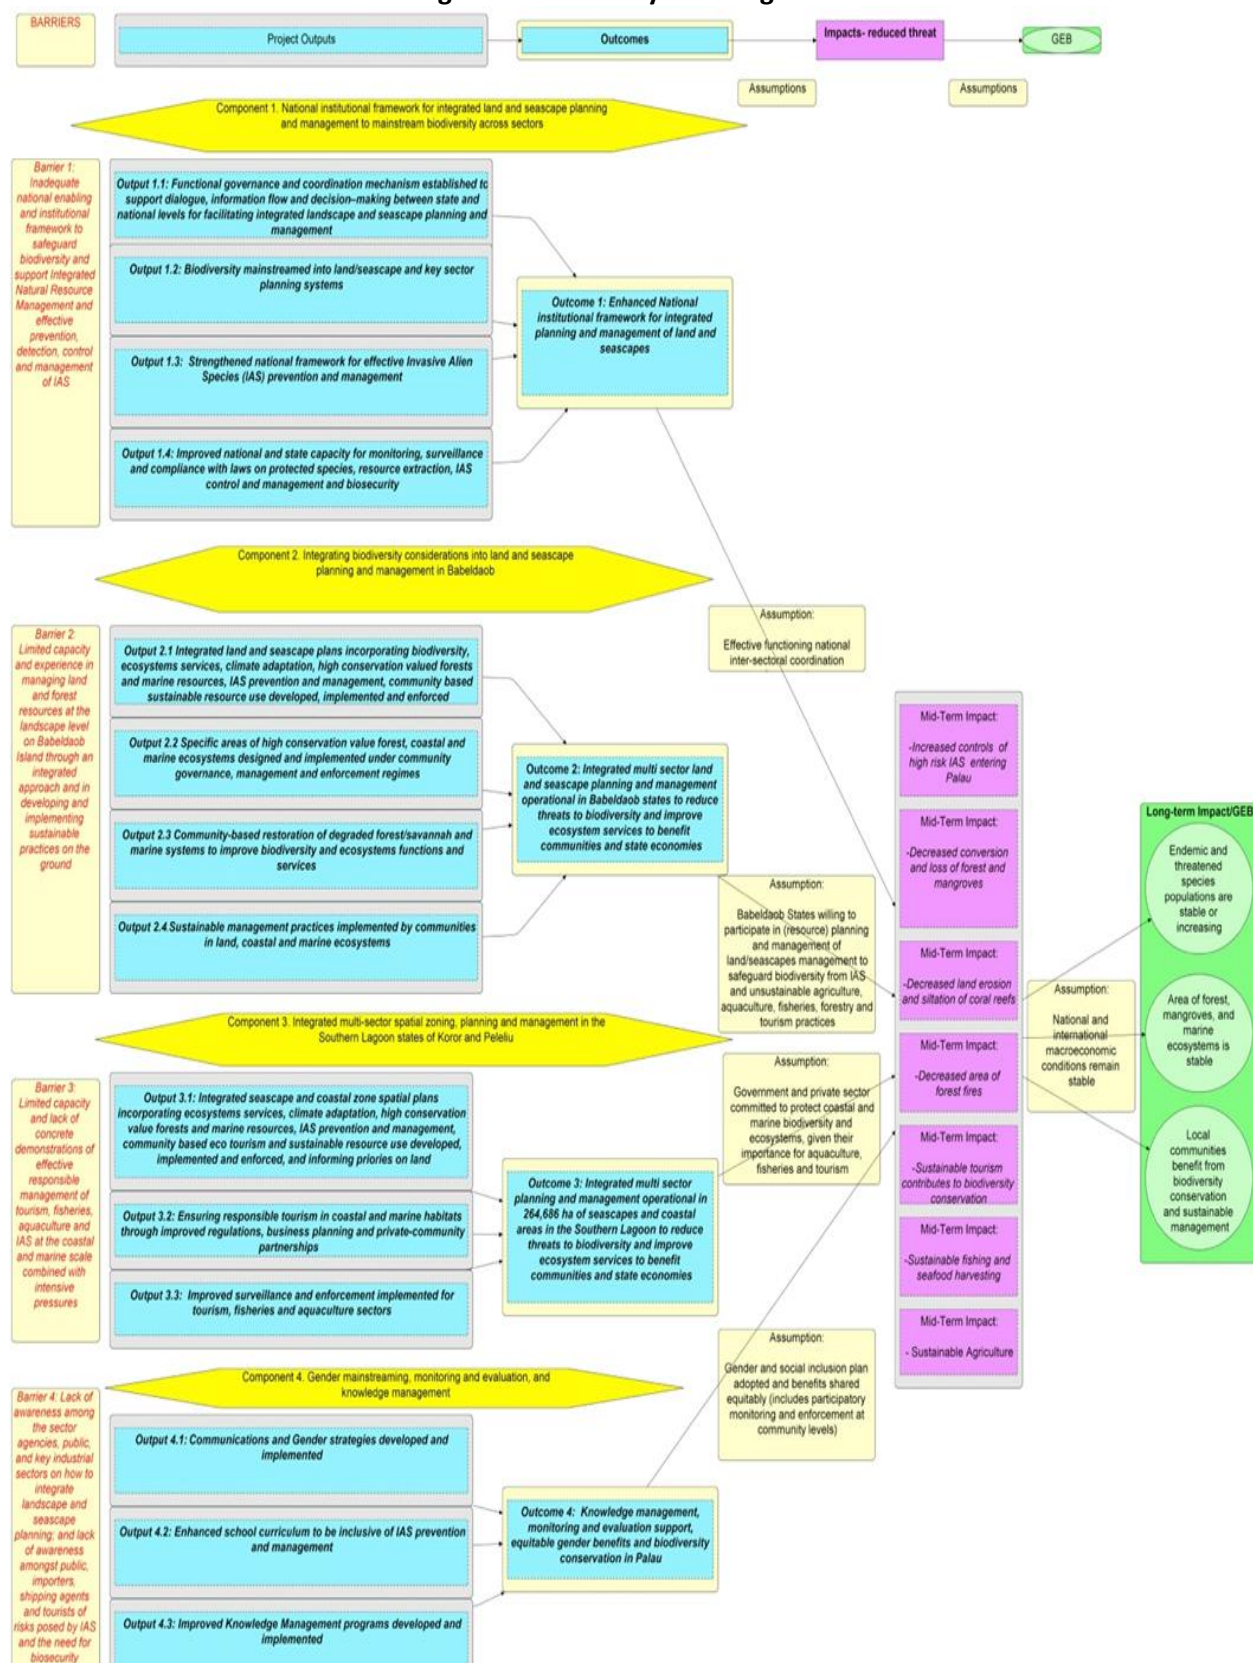 BARRIERS
Project Outputs
Outcomes
Impacts- reduced threat
GEB
Assumptions
Assumptions
Component 1. National institutional framework for integrated land and seascape planning
and management to mainstream biodiversity across sectors
Barrier 1:
Inadequate
national enabling
and institutional
framework to
safeguard
biodiversity and
support Integrated
Natural Resource
Management and
effective
prevention,
detection, control
and management
of IAS
Output 1.1: Functional governance and coordination mechanism established to
support dialogue, information flow and decision–making between state and
national levels for facilitating integrated landscape and seascape planning and
management
Output 1.2: Biodiversity mainstreamed into land/seascape and key sector
planning systems
Output 1.3: Strengthened national framework for effective Invasive Alien
Species (IAS) prevention and management
Output 1.4: Improved national and state capacity for monitoring, surveillance
and compliance with laws on protected species, resource extraction, IAS
control and management and biosecurity
Outcome 1: Enhanced National
institutional framework for integrated
planning and management of land and
seascapes
Component 2. Integrating biodiversity considerations into land and seascape
planning and management in Babeldaob
Assumption:
Effective functioning national
inter-sectoral coordination
Barrier 2:
Limited capacity
and experience in
managing land
and forest
resources at the
landscape level
on Babeldaob
Island through an
integrated
approach and in
developing and
implementing
sustainable
practices on the
ground
Output 2.1 Integrated land and seascape plans incorporating biodiversity,
ecosystems services, climate adaptation, high conservation valued forests
and marine resources, IAS prevention and management, community based
sustainable resource use developed, implemented and enforced
Output 2.2 Specific areas of high conservation value forest, coastal and
marine ecosystems designed and implemented under community
governance, management and enforcement regimes
Output 2.3 Community-based restoration of degraded forest/savannah and
marine systems to improve biodiversity and ecosystems functions and
services
Output 2.4 Sustainable management practices implemented by communities
in land, coastal and marine ecosystems
Outcome 2: Integrated multi sector land
and seascape planning and management
operational in Babeldaob states to reduce
threats to biodiversity and improve
ecosystem services to benefit
communities and state economies
Assumption:
Babeldaob States willing to
participate in (resource) planning
and management of
land/seascapes management to
safeguard biodiversity from IAS
and unsustainable agriculture,
aquaculture, fisheries, forestry and
tourism practices
Mid-Term Impact:
-Increased controls of
high risk IAS entering
Palau
Mid-Term Impact:
-Decreased conversion
and loss of forest and
mangroves
Mid-Term Impact:
-Decreased land erosion
and siltation of coral reefs
Mid-Term Impact:
-Decreased area of
forest fires
Mid-Term Impact:
-Sustainable tourism
contributes to biodiversity
conservation
Mid-Term Impact:
-Sustainable fishing and
seafood harvesting
Mid-Term Impact:
- Sustainable Agriculture
Assumption:
National and
international
macroeconomic
conditions remain
stable
Long-term Impact/GEB
Endemic and
threatened
species
populations are
stable or
increasing
Area of forest,
mangroves, and
marine
ecosystems is
stable
Local
communities
benefit from
biodiversity
conservation
and sustainable
management
Component 3. Integrated multi-sector spatial zoning, planning and management in the
Southern Lagoon states of Koror and Peleliu
Barrier 3:
Limited capacity
and lack of
concrete
demonstrations of
effective
responsible
management of
tourism, fisheries,
aquaculture and
IAS at the coastal
and marine scale
combined with
intensive
pressures
Output 3.1: Integrated seascape and coastal zone spatial plans
incorporating ecosystems services, climate adaptation, high conservation
value forests and marine resources, IAS prevention and management,
community based eco tourism and sustainable resource use developed,
implemented and enforced, and informing priories on land
Output 3.2: Ensuring responsible tourism in coastal and marine habitats
through improved regulations, business planning and private-community
partnerships
Output 3.3: Improved surveillance and enforcement implemented for
tourism, fisheries and aquaculture sectors
Outcome 3: Integrated multi sector
planning and management operational in
264,686 ha of seascapes and coastal
areas in the Southern Lagoon to reduce
threats to biodiversity and improve
ecosystem services to benefit
communities and state economies
Assumption:
Government and private sector
committed to protect coastal and
marine biodiversity and
ecosystems, given their
importance for aquaculture,
fisheries and tourism
Component 4. Gender mainstreaming, monitoring and evaluation, and
knowledge management
Assumption:
Gender and social inclusion plan
adopted and benefits shared
equitably (includes participatory
monitoring and enforcement at
community levels)
Barrier 4: Lack of
awareness among
the sector
agencies, public,
and key industrial
sectors on how to
integrate
landscape and
seascape
planning; and lack
of awareness
amongst public,
importers,
shipping agents
and tourists of
risks posed by IAS
and the need for
biosecurity
Output 4.1: Communications and Gender strategies developed and
implemented
Output 4.2: Enhanced school curriculum to be inclusive of IAS prevention
and management
Output 4.3: Improved Knowledge Management programs developed and
implemented
Outcome 4: Knowledge management,
monitoring and evaluation support,
equitable gender benefits and biodiversity
conservation in Palau